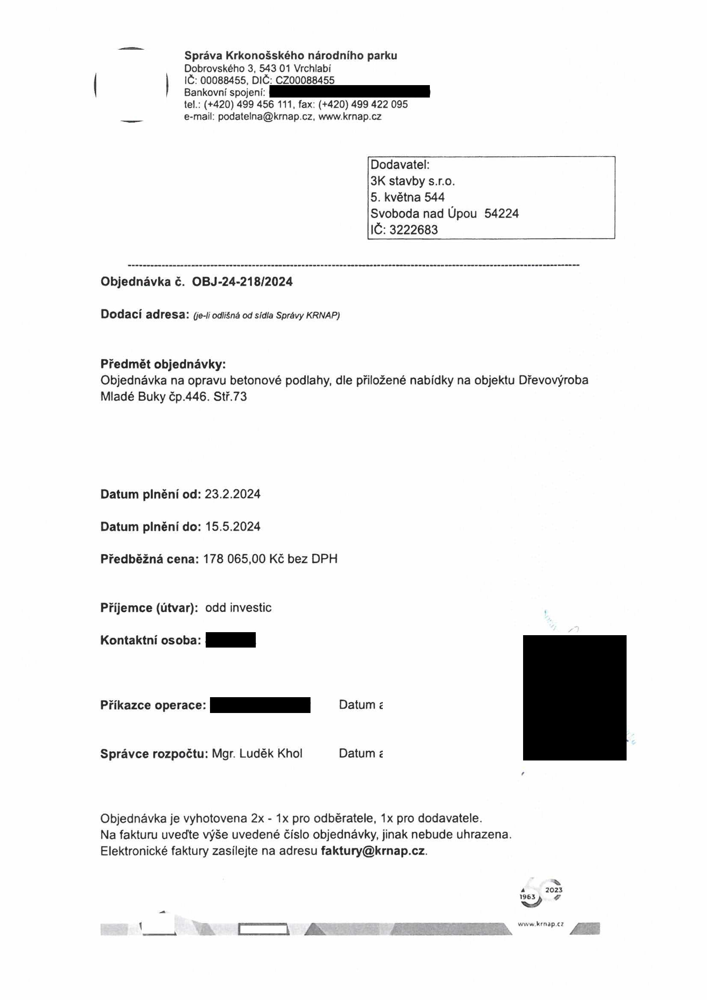 Správa Krkonošského národního parku
Dobrovského 3, 543 01 Vrchlabí
IČ: 00088455, DIČ: CZ00088455
Bankovní spojení:
tel.: (+420) 499 456 111, fax: (+420) 499 422 095
e-mail: podatelna@krnap.cz, www.krnap.cz
Dodavatel:
3K stavby s.r.o.
5. května 544
Svoboda nad Úpou 54224
IČ: 3222683
Objednávka č. OBJ-24-218/2024
Dodací adresa: (je-li odlišná od sídla Správy KRNAP)
Předmět objednávky:
Objednávka na opravu betonové podlahy, dle přiložené nabídky na objektu Dřevovýroba
Mladé Buky čp.446. Stř.73
Datum plnění od: 23.2.2024
Datum plnění do: 15.5.2024
Předběžná cena: 178 065,00 Kč bez DPH
Příjemce (útvar): odd investic
Kontaktní osoba:
Příkazce operace: Datum a
Správce rozpočtu: Mgr. Luděk Khol Datum a
Objednávka je vyhotovena 2x - 1x pro odběratele, 1x pro dodavatele.
Na fakturu uveďte výše uvedené číslo objednávky, jinak nebude uhrazena.
Elektronické faktury zasílejte na adresu faktury@krnap.cz.
1963 2023
www.krnap.cz